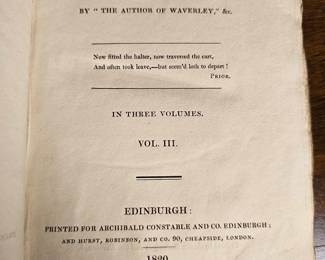 BY "THE AUTHOR OF WAVERLEY," &c.
Now fitted the halter, now traversed the cart,
And often took leave,—but seem'd loth to depart!
PRIOR.
IN THREE VOLUMES.
VOL. III.
EDINBURGH:
PRINTED FOR ARCHIBALD CONSTABLE AND CO. EDINBURGH;
AND HURST, ROBINSON, AND CO. 90, CHEAPSIDE, LONDON.
1820.